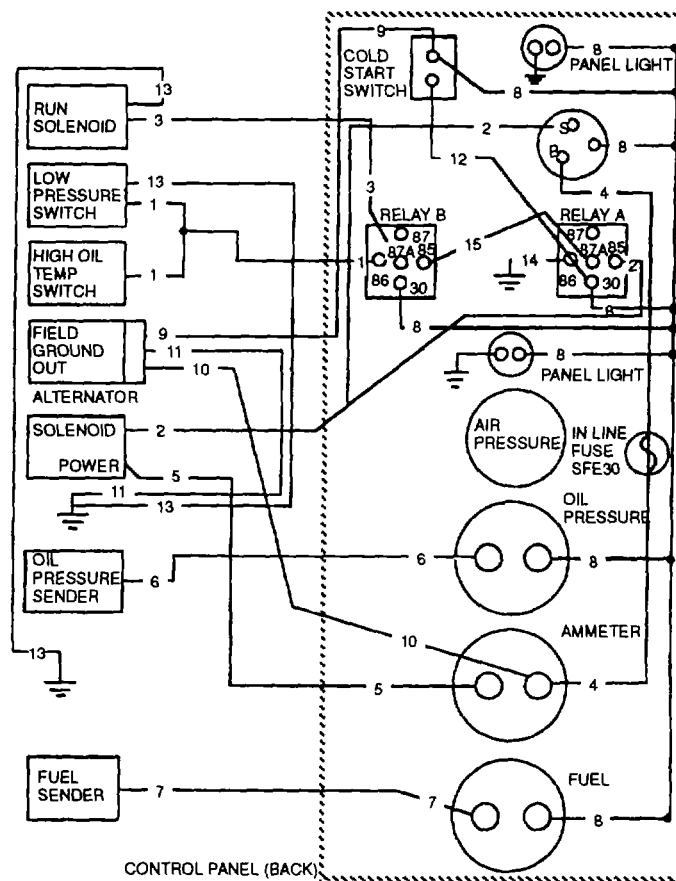 9
COLD
START
SWITCH
8
PANEL LIGHT
8
13
RUN
SOLENOID
3
2
S
B
8
12
4
LOW
PRESSURE
SWITCH
13
1
3
RELAY B
87
87A 85
86
30
1
15
RELAY A
87
87A 85
86
30
14
2
8
HIGH OIL
TEMP
SWITCH
1
8
FIELD
GROUND
OUT
9
11
10
ALTERNATOR
8
PANEL LIGHT
SOLENOID
POWER
2
5
11
13
AIR
PRESSURE
IN LINE
FUSE
SFE30
OIL
PRESSURE
6
8
OIL
PRESSURE
SENDER
6
13
AMMETER
10
5
4
FUEL
SENDER
7
FUEL
7
8
CONTROL PANEL (BACK)